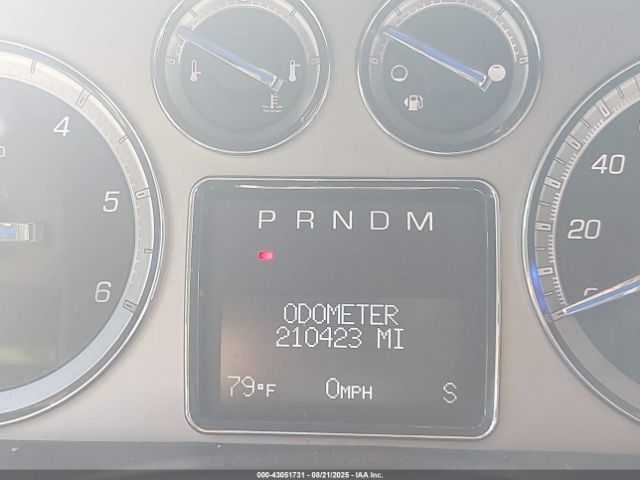 4
5
6
40
20
P R N D M
ODOMETER
210423 MI
79°F 0MPH S
000-43051731 - 08/21/2025 - IAA Inc.